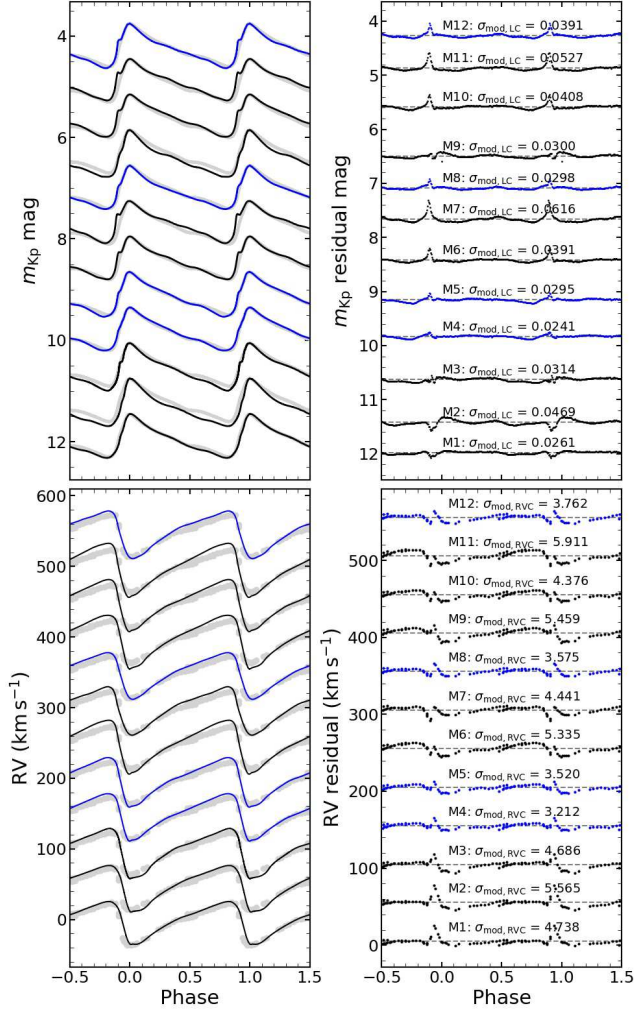 4
6
8
10
12
m_Kp mag
4
5
6
7
8
9
10
11
12
m_Kp residual mag
M12: σ_mod, LC = 0.0391
M11: σ_mod, LC = 0.0527
M10: σ_mod, LC = 0.0408
M9: σ_mod, LC = 0.0300
M8: σ_mod, LC = 0.0298
M7: σ_mod, LC = 0.0616
M6: σ_mod, LC = 0.0391
M5: σ_mod, LC = 0.0295
M4: σ_mod, LC = 0.0241
M3: σ_mod, LC = 0.0314
M2: σ_mod, LC = 0.0469
M1: σ_mod, LC = 0.0261
600
500
400
300
200
100
0
RV (km s⁻¹)
-0.5 0.0 0.5 1.0 1.5
Phase
500
400
300
200
100
0
RV residual (km s⁻¹)
M12: σ_mod, RVC = 3.762
M11: σ_mod, RVC = 5.911
M10: σ_mod, RVC = 4.376
M9: σ_mod, RVC = 5.459
M8: σ_mod, RVC = 3.575
M7: σ_mod, RVC = 4.441
M6: σ_mod, RVC = 5.335
M5: σ_mod, RVC = 3.520
M4: σ_mod, RVC = 3.212
M3: σ_mod, RVC = 4.686
M2: σ_mod, RVC = 5.565
M1: σ_mod, RVC = 4.738
-0.5 0.0 0.5 1.0 1.5
Phase